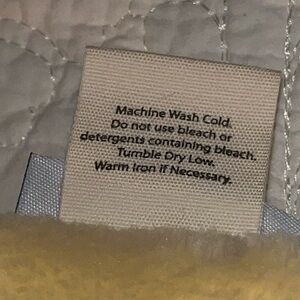 Machine Wash Cold.
Do not use bleach or
detergents containing bleach.
Tumble Dry Low.
Warm Iron if Necessary.